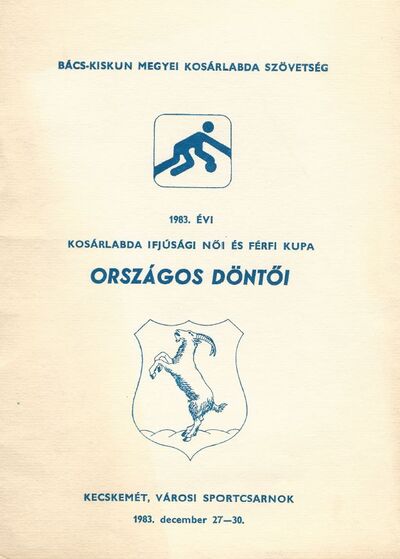 BÁCS-KISKUN MEGYEI KOSÁRLABDA SZÖVETSÉG
1983. ÉVI
KOSÁRLABDA IFJÚSÁGI NŐI ÉS FÉRFI KUPA
ORSZÁGOS DÖNTŐI
KECSKEMÉT, VÁROSI SPORTCSARNOK
1983. december 27—30.